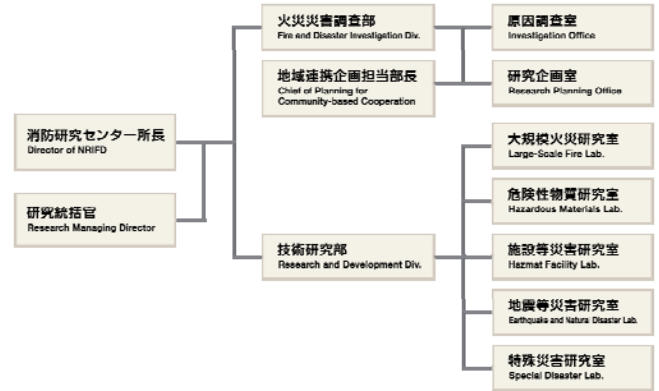 火災災害調査部
Fire and Disaster Investigation Div.
原因調査室
Investigation Office
地域連携企画担当部長
Chief of Planning for
Community-based Cooperation
研究企画室
Research Planning Office
消防研究センター所長
Director of NRIFD
研究統括官
Research Managing Director
技術研究部
Research and Development Div.
大規模火災研究室
Large-Scale Fire Lab.
危険性物質研究室
Hazardous Materials Lab.
施設等災害研究室
Hazmat Facility Lab.
地震等災害研究室
Earthquake and Natural Disaster Lab.
特殊災害研究室
Special Disaster Lab.